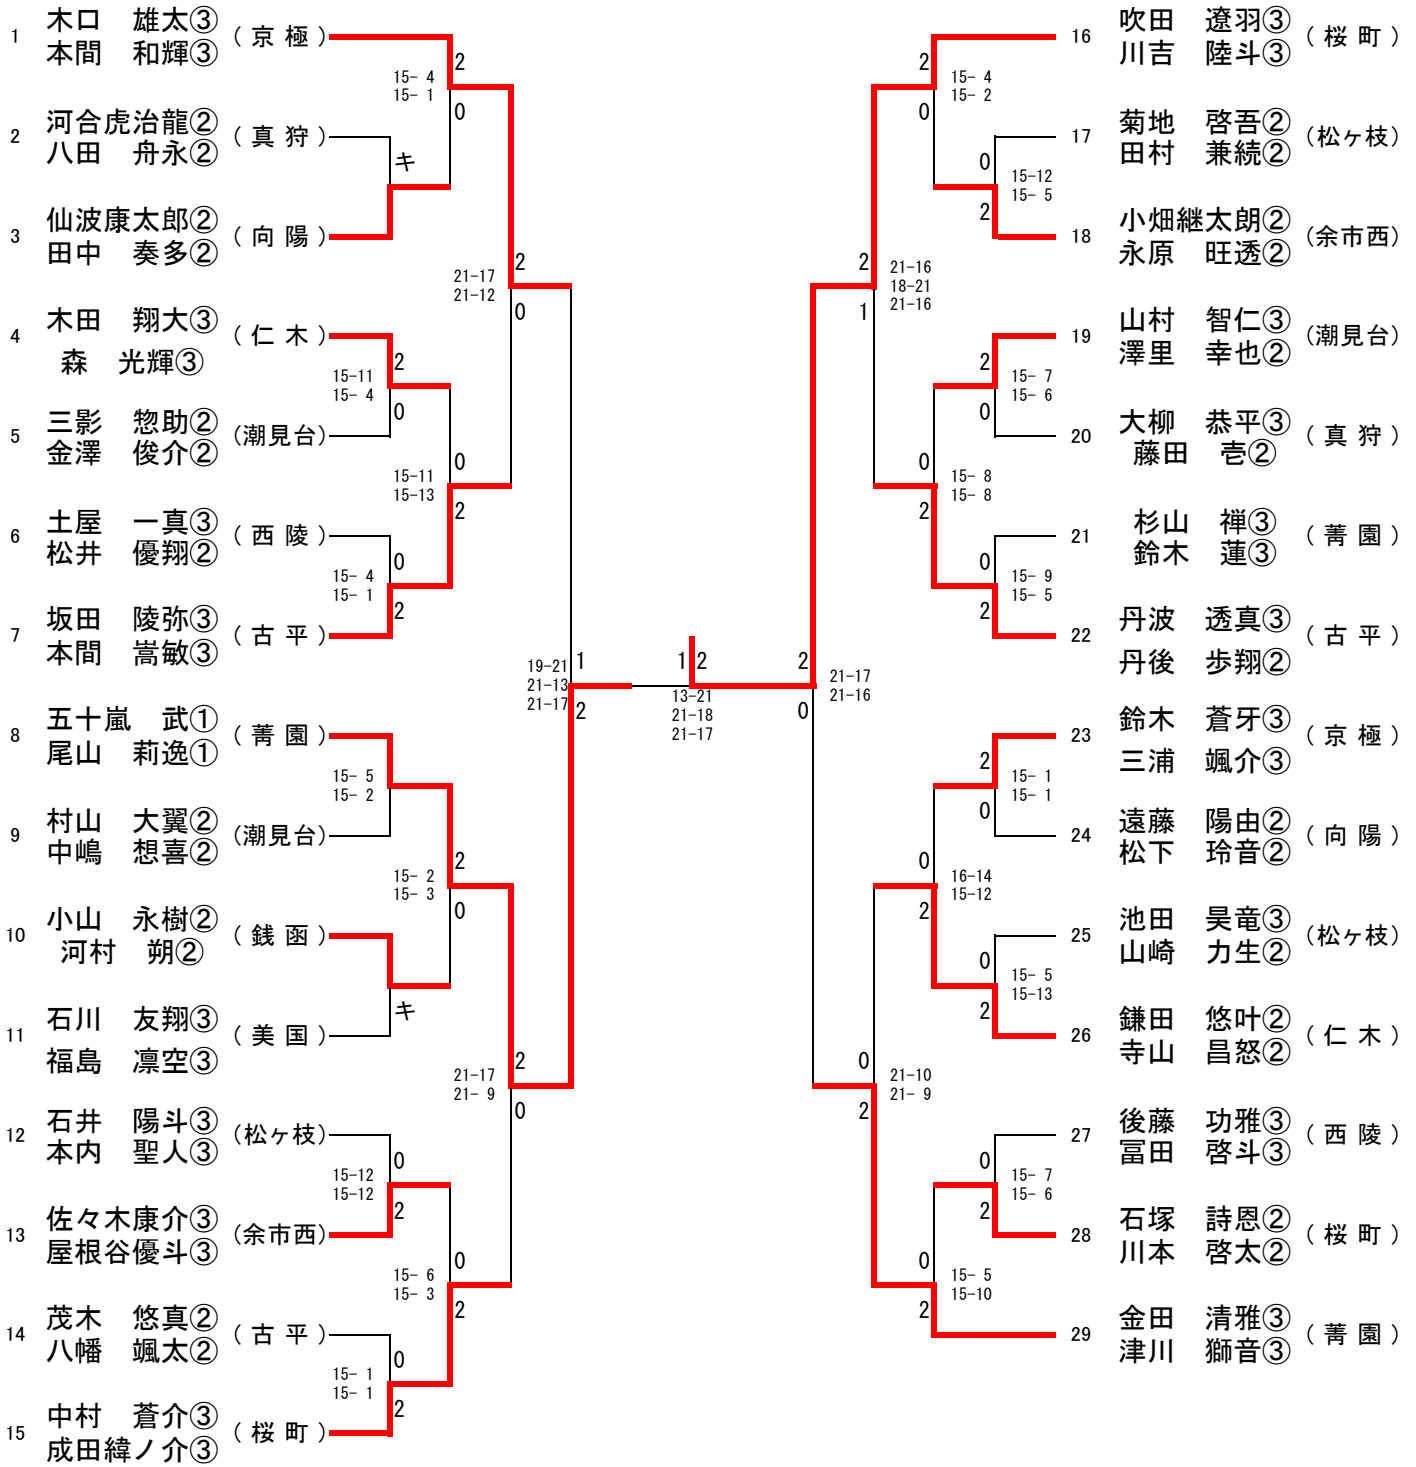 1 木口　雄太③ (京極)
本間　和輝③
2 河合虎治龍② (真狩)
八田　舟永②
3 仙波康太郎② (向陽)
田中　奏多②
4 木田　翔大③ (仁木)
森　光輝③
5 三影　惣助② (潮見台)
金澤　俊介②
6 土屋　一真③ (西陵)
松井　優翔②
7 坂田　陵弥③ (古平)
本間　嵩敏③
8 五十嵐　武① (菁園)
尾山　莉逸①
9 村山　大翼② (潮見台)
中嶋　想喜②
10 小山　永樹② (銭函)
河村　朔②
11 石川　友翔③ (美国)
福島　凛空③
12 石井　陽斗③ (松ヶ枝)
本内　聖人③
13 佐々木康介③ (余市西)
屋根谷優斗③
14 茂木　悠真② (古平)
八幡　颯太②
15 中村　蒼介③ (桜町)
成田緯ノ介③
2
15- 4
15- 1
0
キ
2
21-17
21-12
0
2
15-11
15- 4
0
0
15-11
15-13
2
0
15- 4
15- 1
2
1
19-21
21-13
21-17
2
15- 5
15- 2
2
15- 2
15- 3
0
キ
2
21-17
21- 9
0
0
15-12
15-12
2
0
15- 6
15- 3
2
0
15- 1
15- 1
2
1 2
13-21
21-18
21-17
16 吹田　遼羽③ (桜町)
川吉　陸斗③
17 菊地　啓吾② (松ヶ枝)
田村　兼続②
18 小畑継太朗② (余市西)
永原　旺透②
19 山村　智仁③ (潮見台)
澤里　幸也②
20 大柳　恭平③ (真狩)
藤田　壱②
21 杉山　禅③ (菁園)
鈴木　蓮③
22 丹波　透真③ (古平)
丹後　歩翔②
23 鈴木　蒼牙③ (京極)
三浦　颯介③
24 遠藤　陽由② (向陽)
松下　玲音②
25 池田　昊竜③ (松ヶ枝)
山崎　力生②
26 鎌田　悠叶② (仁木)
寺山　昌怒②
27 後藤　功雅③ (西陵)
冨田　啓斗③
28 石塚　詩恩② (桜町)
川本　啓太②
29 金田　清雅③ (菁園)
津川　獅音③
2
15- 4
15- 2
0
0
15-12
15- 5
2
2
21-16
18-21
21-16
1
2
15- 7
15- 6
0
0
15- 8
15- 8
2
0
15- 9
15- 5
2
2
21-17
21-16
0
2
15- 1
15- 1
0
0
16-14
15-12
2
0
15- 5
15-13
2
0
21-10
21- 9
2
0
15- 7
15- 6
2
0
15- 5
15-10
2